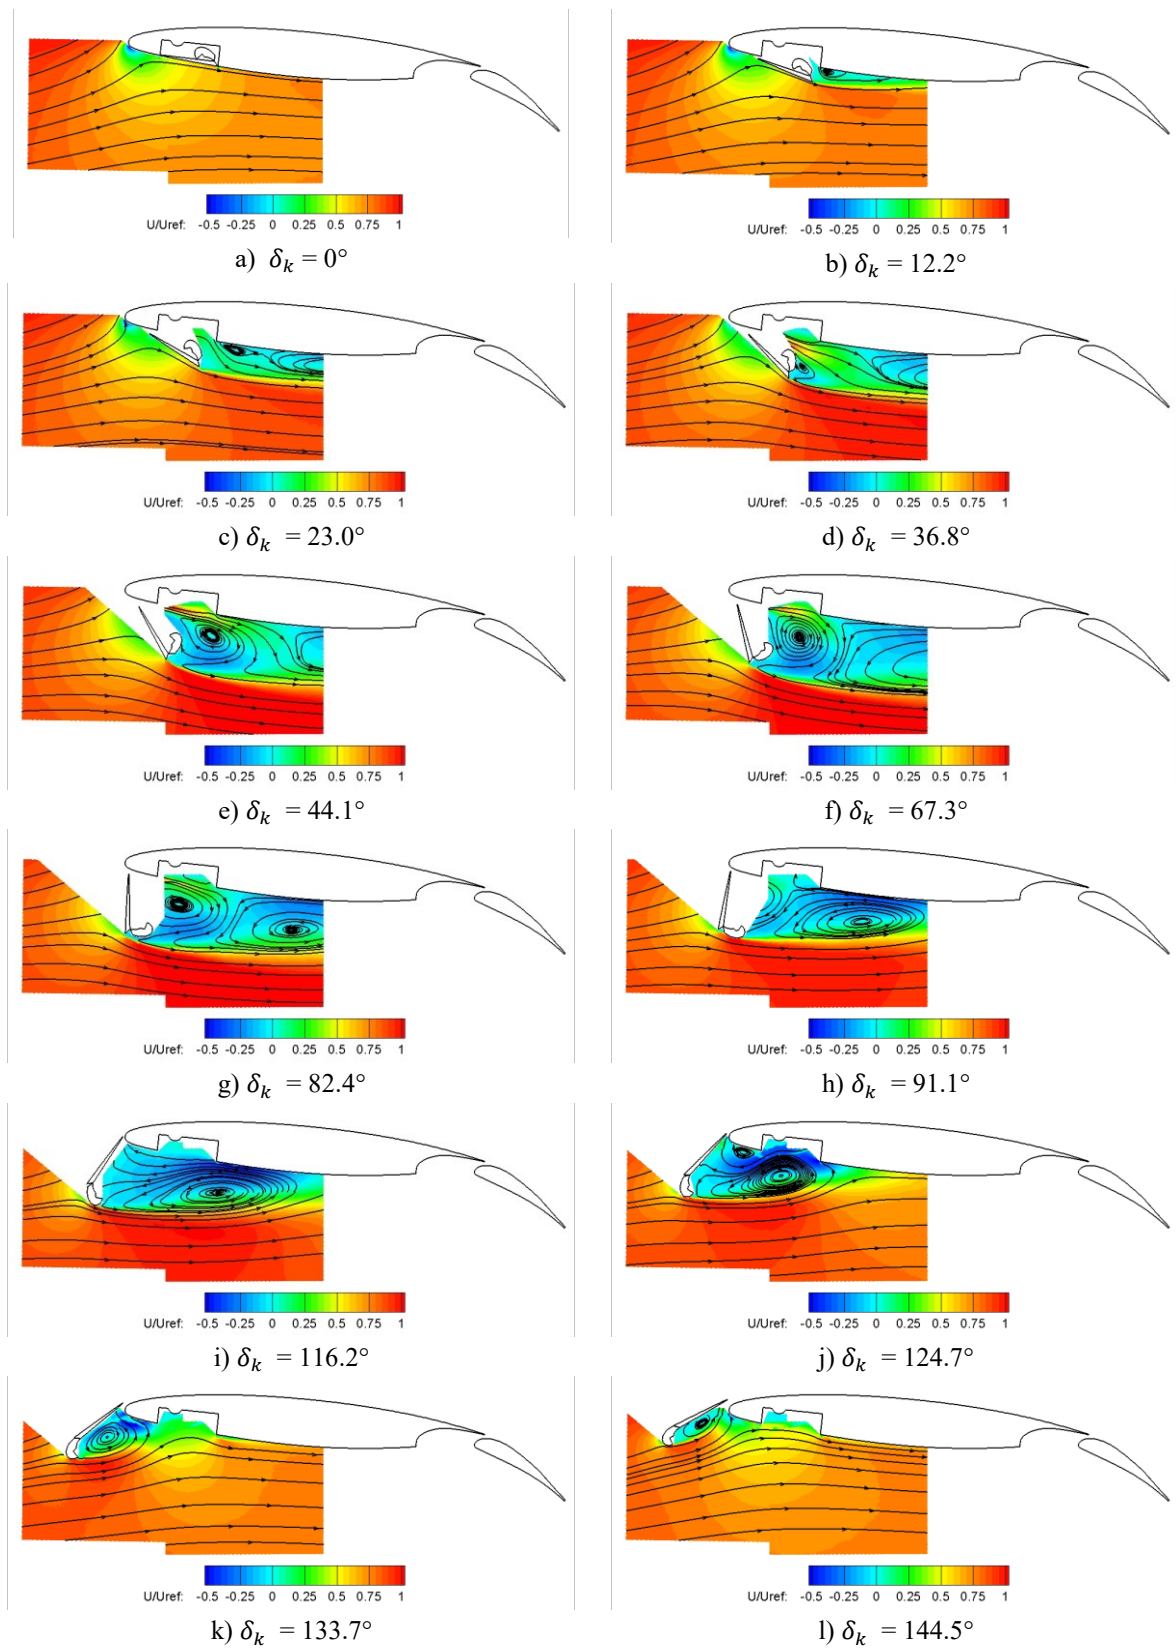 U/Uref: -0.5 -0.25 0 0.25 0.5 0.75 1
a) δₖ = 0°
U/Uref: -0.5 -0.25 0 0.25 0.5 0.75 1
b) δₖ = 12.2°
U/Uref: -0.5 -0.25 0 0.25 0.5 0.75 1
c) δₖ = 23.0°
U/Uref: -0.5 -0.25 0 0.25 0.5 0.75 1
d) δₖ = 36.8°
U/Uref: -0.5 -0.25 0 0.25 0.5 0.75 1
e) δₖ = 44.1°
U/Uref: -0.5 -0.25 0 0.25 0.5 0.75 1
f) δₖ = 67.3°
U/Uref: -0.5 -0.25 0 0.25 0.5 0.75 1
g) δₖ = 82.4°
U/Uref: -0.5 -0.25 0 0.25 0.5 0.75 1
h) δₖ = 91.1°
U/Uref: -0.5 -0.25 0 0.25 0.5 0.75 1
i) δₖ = 116.2°
U/Uref: -0.5 -0.25 0 0.25 0.5 0.75 1
j) δₖ = 124.7°
U/Uref: -0.5 -0.25 0 0.25 0.5 0.75 1
k) δₖ = 133.7°
U/Uref: -0.5 -0.25 0 0.25 0.5 0.75 1
l) δₖ = 144.5°